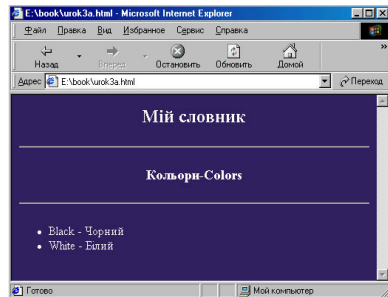 E:\book\urok3a.html - Microsoft Internet Explorer
Файл Правка Вид Избранное Сервис Справка
Назад Вперед Остановить Обновить Домой »
Адрес E:\book\urok3a.html Переход
Мій словник
Кольори-Colors
• Black - Чорний
• White - Білий
Готово Мой компьютер